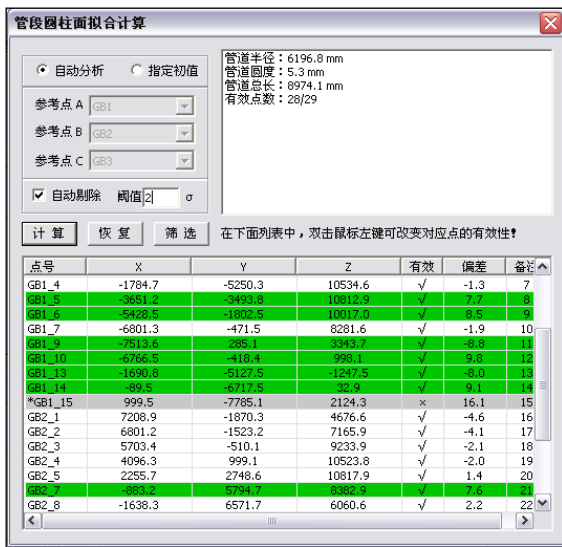 管段圆柱面拟合计算
自动分析 指定初值
参考点 A GB1
参考点 B GB2
参考点 C GB3
自动剔除 阈值 2 σ
管道半径：6196.8 mm
管道圆度：5.3 mm
管道总长：8974.1 mm
有效点数：28/29
计 算 恢 复 筛 选 在下面列表中，双击鼠标左键可改变对应点的有效性！
点号 X Y Z 有效 偏差 备注
GB1_4 -1784.7 -5250.3 10534.6 √ -1.3 7
GB1_5 -3651.2 -3493.8 10812.9 √ 7.7 8
GB1_6 -5428.5 -1802.5 10017.0 √ 8.5 9
GB1_7 -6801.3 -471.5 8281.6 √ -1.9 10
GB1_9 -7513.6 285.1 3343.7 √ -8.8 11
GB1_10 -6766.5 -418.4 998.1 √ 9.8 12
GB1_13 -1690.8 -5127.5 -1247.5 √ -8.0 13
GB1_14 -89.5 -6717.5 32.9 √ 9.1 14
*GB1_15 999.5 -7785.1 2124.3 × 16.1 15
GB2_1 7208.9 -1870.3 4676.6 √ -4.6 16
GB2_2 6801.2 -1523.2 7165.9 √ -4.1 17
GB2_3 5703.4 -510.1 9233.9 √ -2.1 18
GB2_4 4096.3 999.1 10523.8 √ -2.0 19
GB2_5 2255.7 2748.6 10817.9 √ 1.4 20
GB2_7 -883.2 5794.7 8382.9 √ 7.6 21
GB2_8 -1638.3 6571.7 6060.6 √ 2.2 22